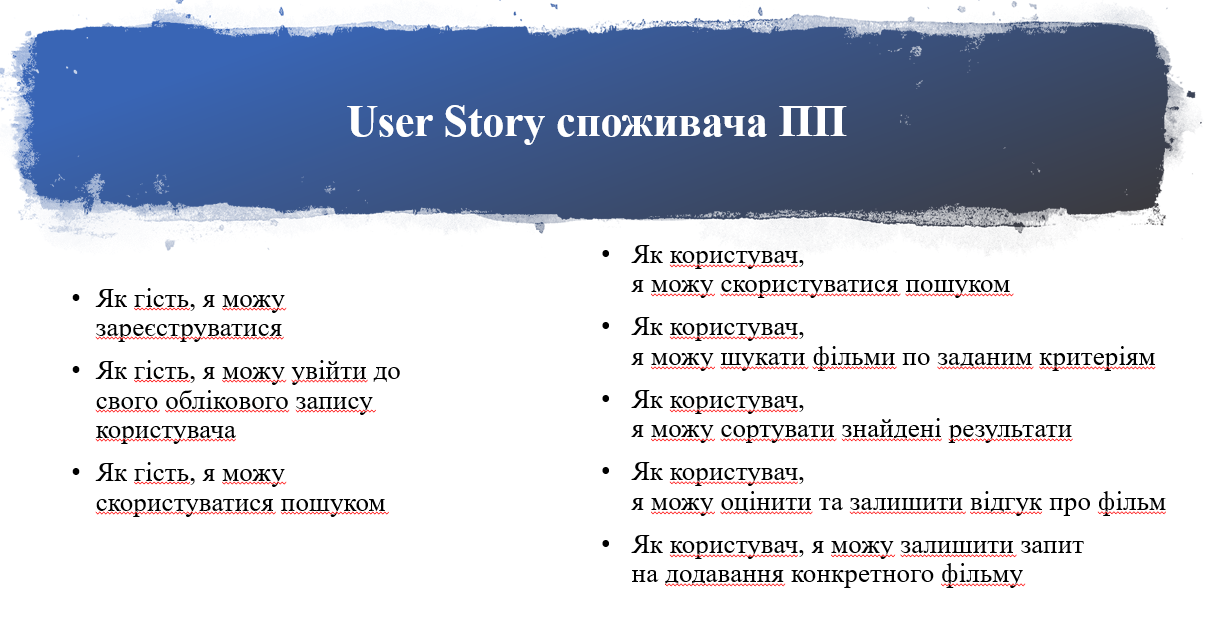 User Story споживача ПП
• Як гість, я можу
зареєструватися
• Як гість, я можу увійти до
свого облікового запису
користувача
• Як гість, я можу
скористуватися пошуком
• Як користувач,
я можу скористуватися пошуком
• Як користувач,
я можу шукати фільми по заданим критеріям
• Як користувач,
я можу сортувати знайдені результати
• Як користувач,
я можу оцінити та залишити відгук про фільм
• Як користувач, я можу залишити запит
на додавання конкретного фільму